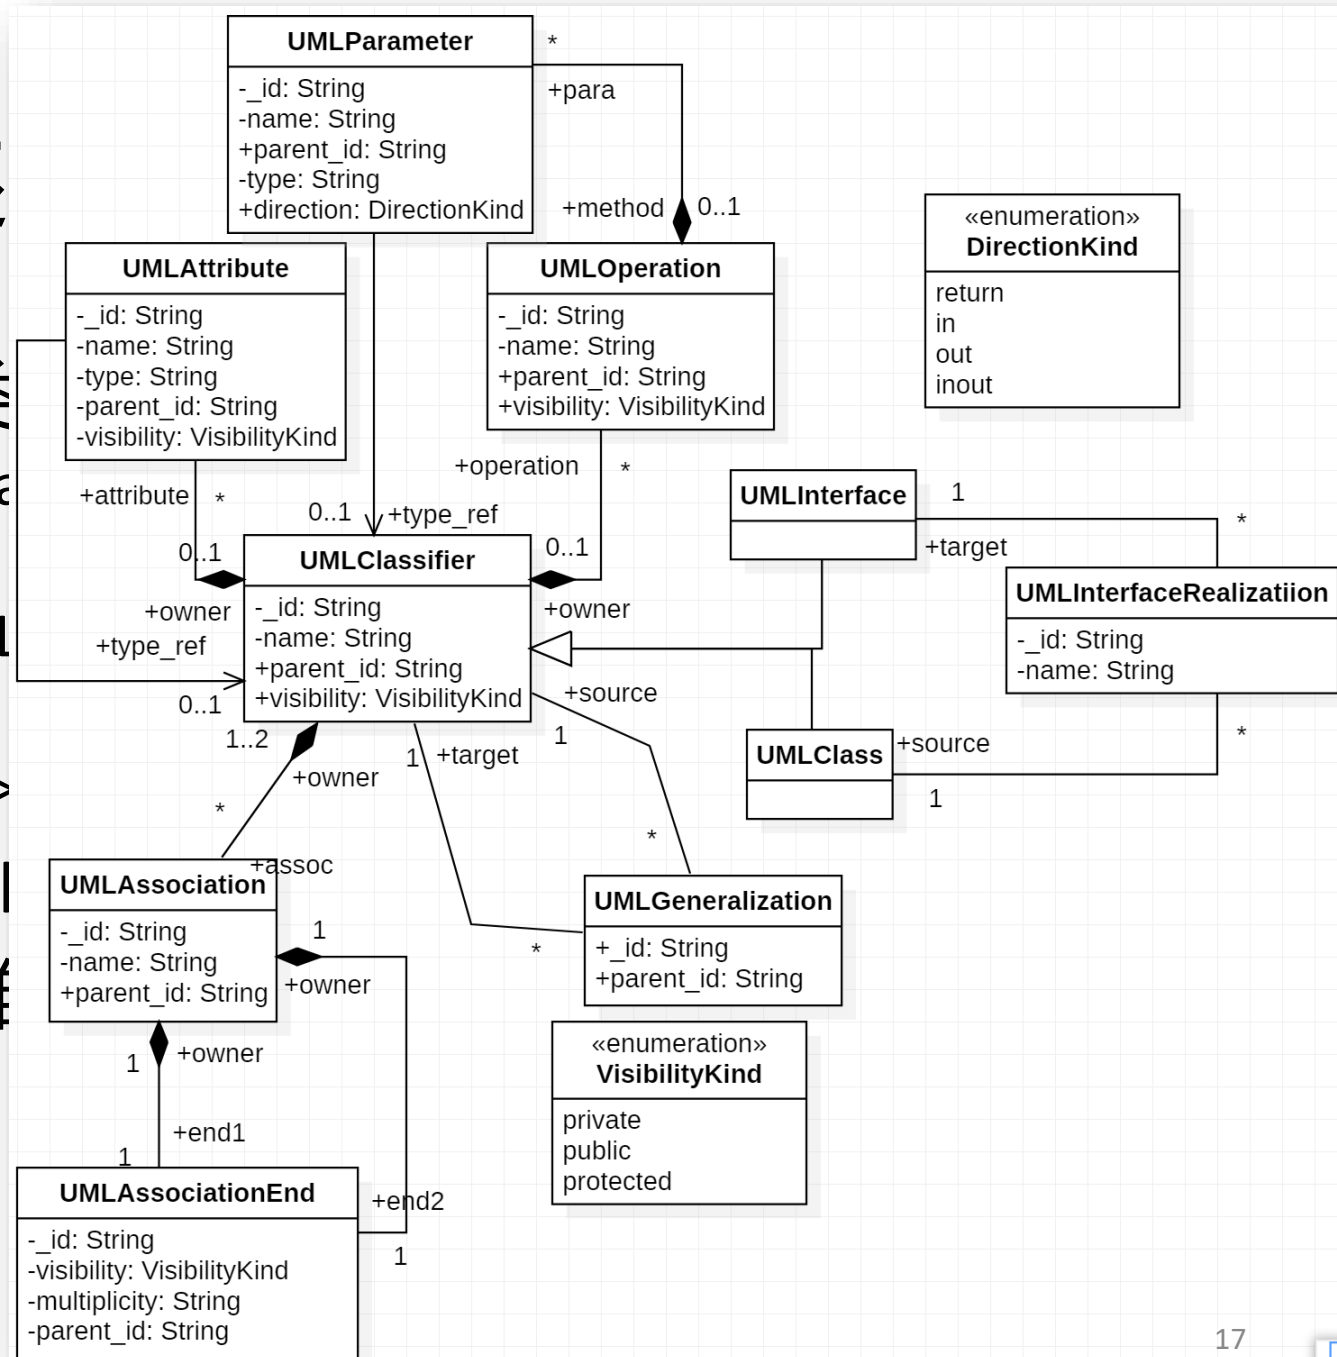 UMLParameter
-_id: String
-name: String
+parent_id: String
-type: String
+direction: DirectionKind
*
+para
+method
0..1
UMLAttribute
-_id: String
-name: String
-type: String
-parent_id: String
-visibility: VisibilityKind
UMLOperation
-_id: String
-name: String
+parent_id: String
+visibility: VisibilityKind
«enumeration»
DirectionKind
return
in
out
inout
+attribute
*
0..1
+owner
+type_ref
0..1
0..1
+type_ref
+operation
*
0..1
+owner
UMLClassifier
-_id: String
-name: String
+parent_id: String
+visibility: VisibilityKind
UMLInterface
1
+target
*
UMLInterfaceRealizatiion
-_id: String
-name: String
*
UMLClass
+source
1
1..2
+owner
*
+assoc
1
+target
*
+source
1
*
UMLAssociation
-_id: String
-name: String
+parent_id: String
1
+owner
UMLGeneralization
+_id: String
+parent_id: String
1
+owner
+end1
1
+end2
1
«enumeration»
VisibilityKind
private
public
protected
UMLAssociationEnd
-_id: String
-visibility: VisibilityKind
-multiplicity: String
-parent_id: String
17